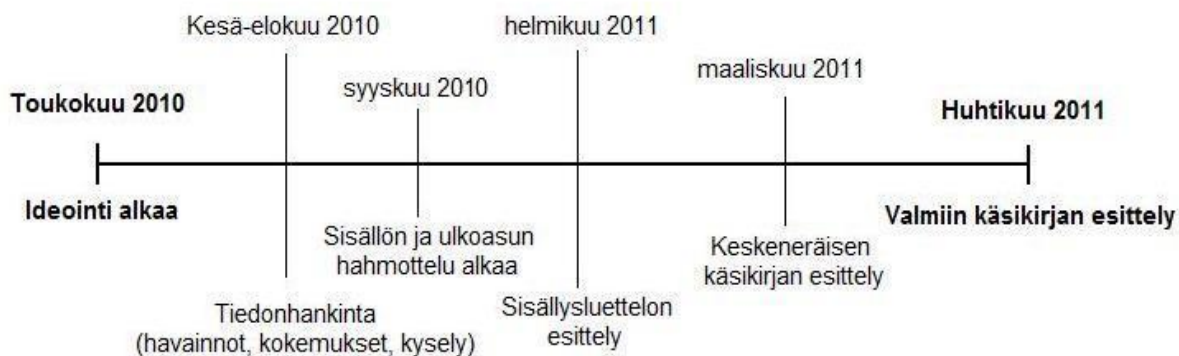 Kesä-elokuu 2010
helmikuu 2011
syyskuu 2010
maaliskuu 2011
Toukokuu 2010
Huhtikuu 2011
Ideointi alkaa
Valmiin käsikirjan esittely
Sisällön ja ulkoasun
hahmottelu alkaa
Keskeneräisen
käsikirjan esittely
Tiedonhankinta
(havainnot, kokemukset, kysely)
Sisällysluettelon
esittely